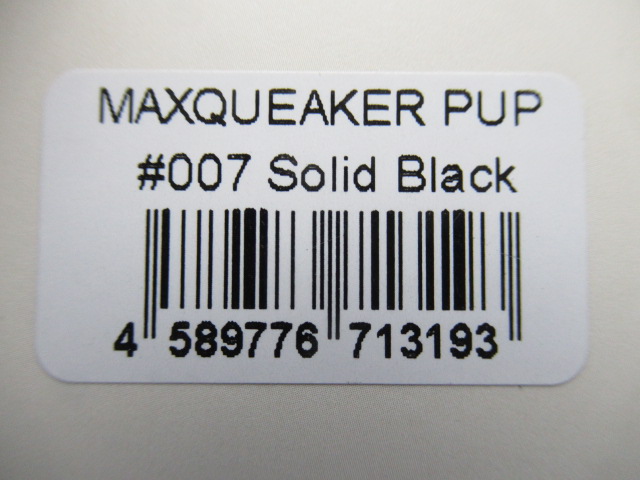 MAXQUEAKER PUP
#007 Solid Black
4 589776 713193